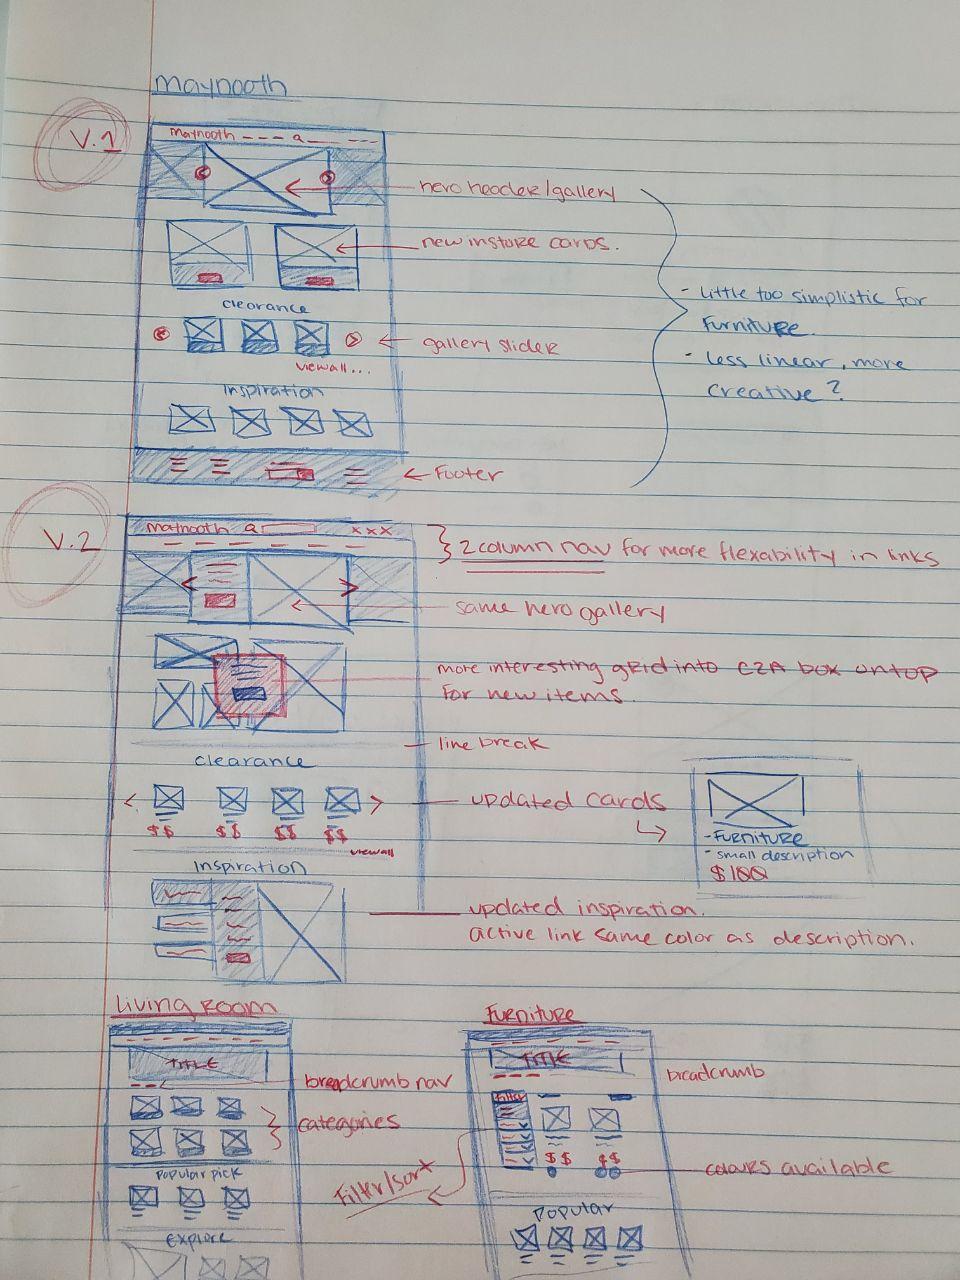 maynooth
V.1
maynooth
hero header/gallery
new instore cards.
clearance
gallery slider
viewall...
Inspiration
Footer
- Little too simplistic for
Furniture.
- less linear, more
creative?
V.2
maynooth
xxx
2 column nav for more flexability in links
same hero gallery
more interesting grid into C2A box on top
for new items.
line break
clearance
updated cards
$$ $$ $$ $$
viewall
- Furniture
- small description
$100
Inspiration
updated inspiration.
active link same color as description.
Living Room
TITLE
breadcrumb nav
categories
Popular pick
Explore
Filter/sort
Furniture
TITLE
breadcrumb
Filter
$$ $$
colours available
Popular